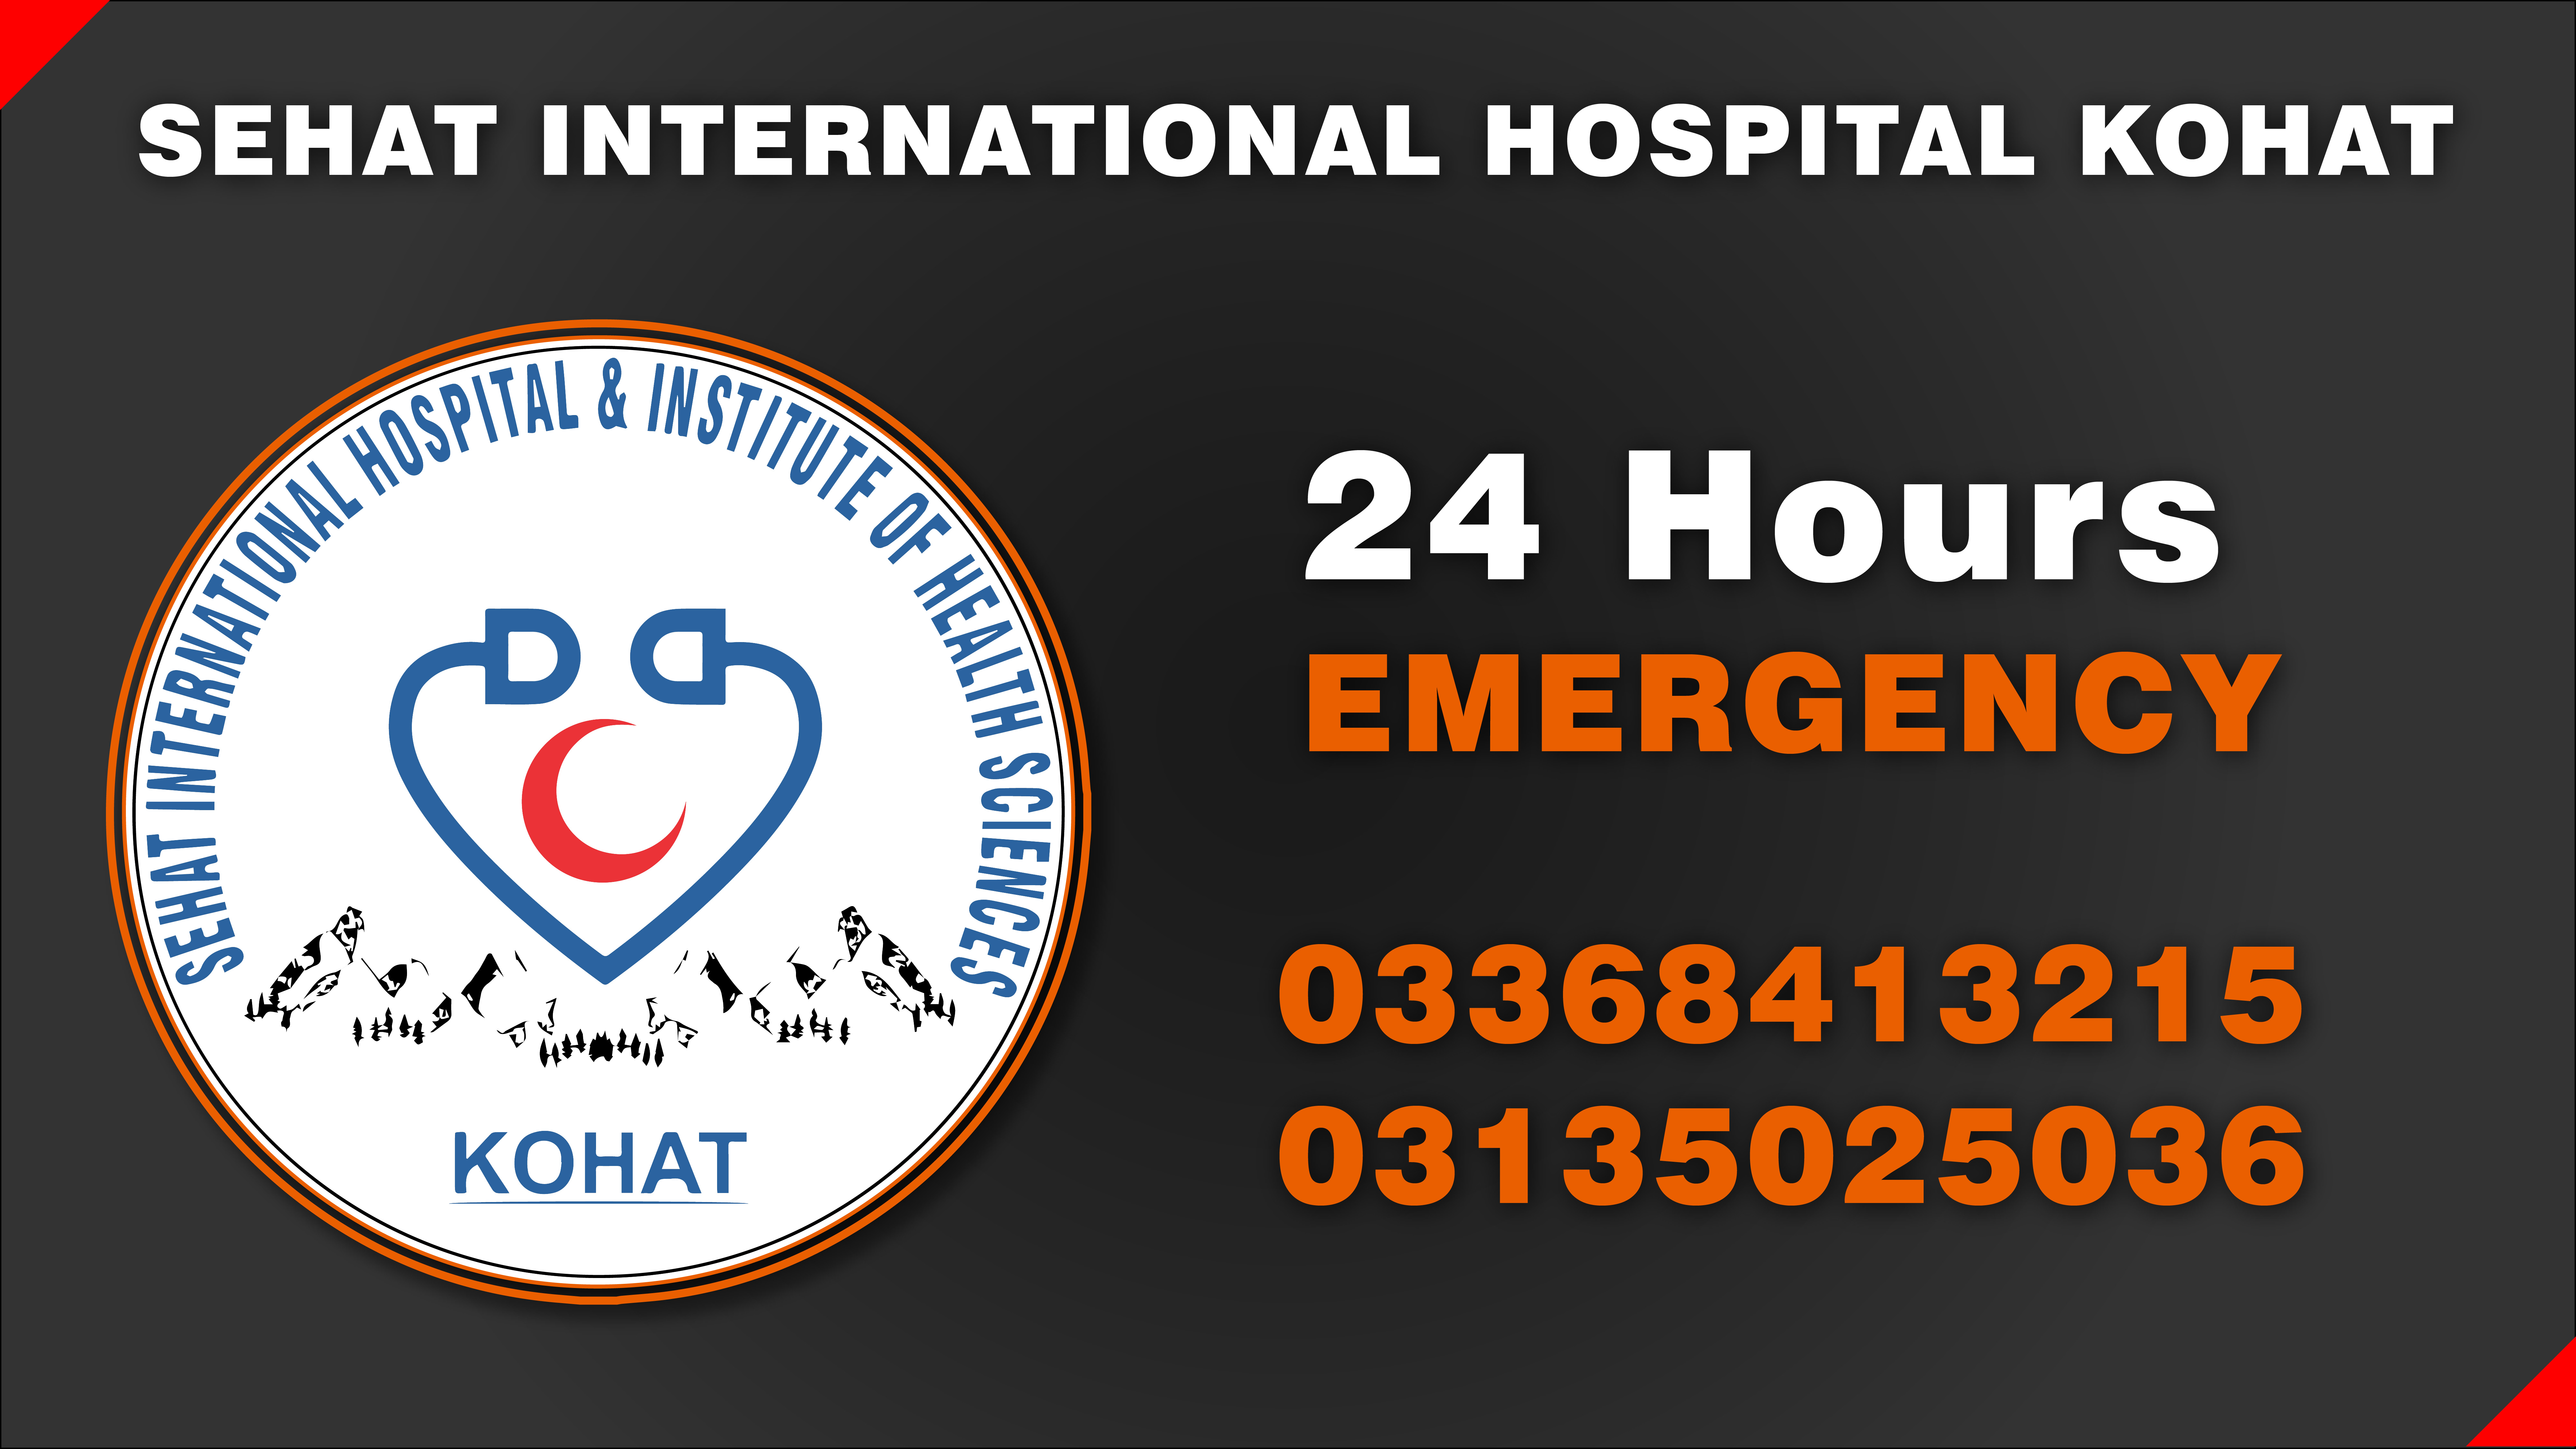 SEHAT INTERNATIONAL HOSPITAL KOHAT
SEHAT INTERNATIONAL HOSPITAL & INSTITUTE OF HEALTH SCIENCES
KOHAT
24 Hours
EMERGENCY
03368413215
03135025036